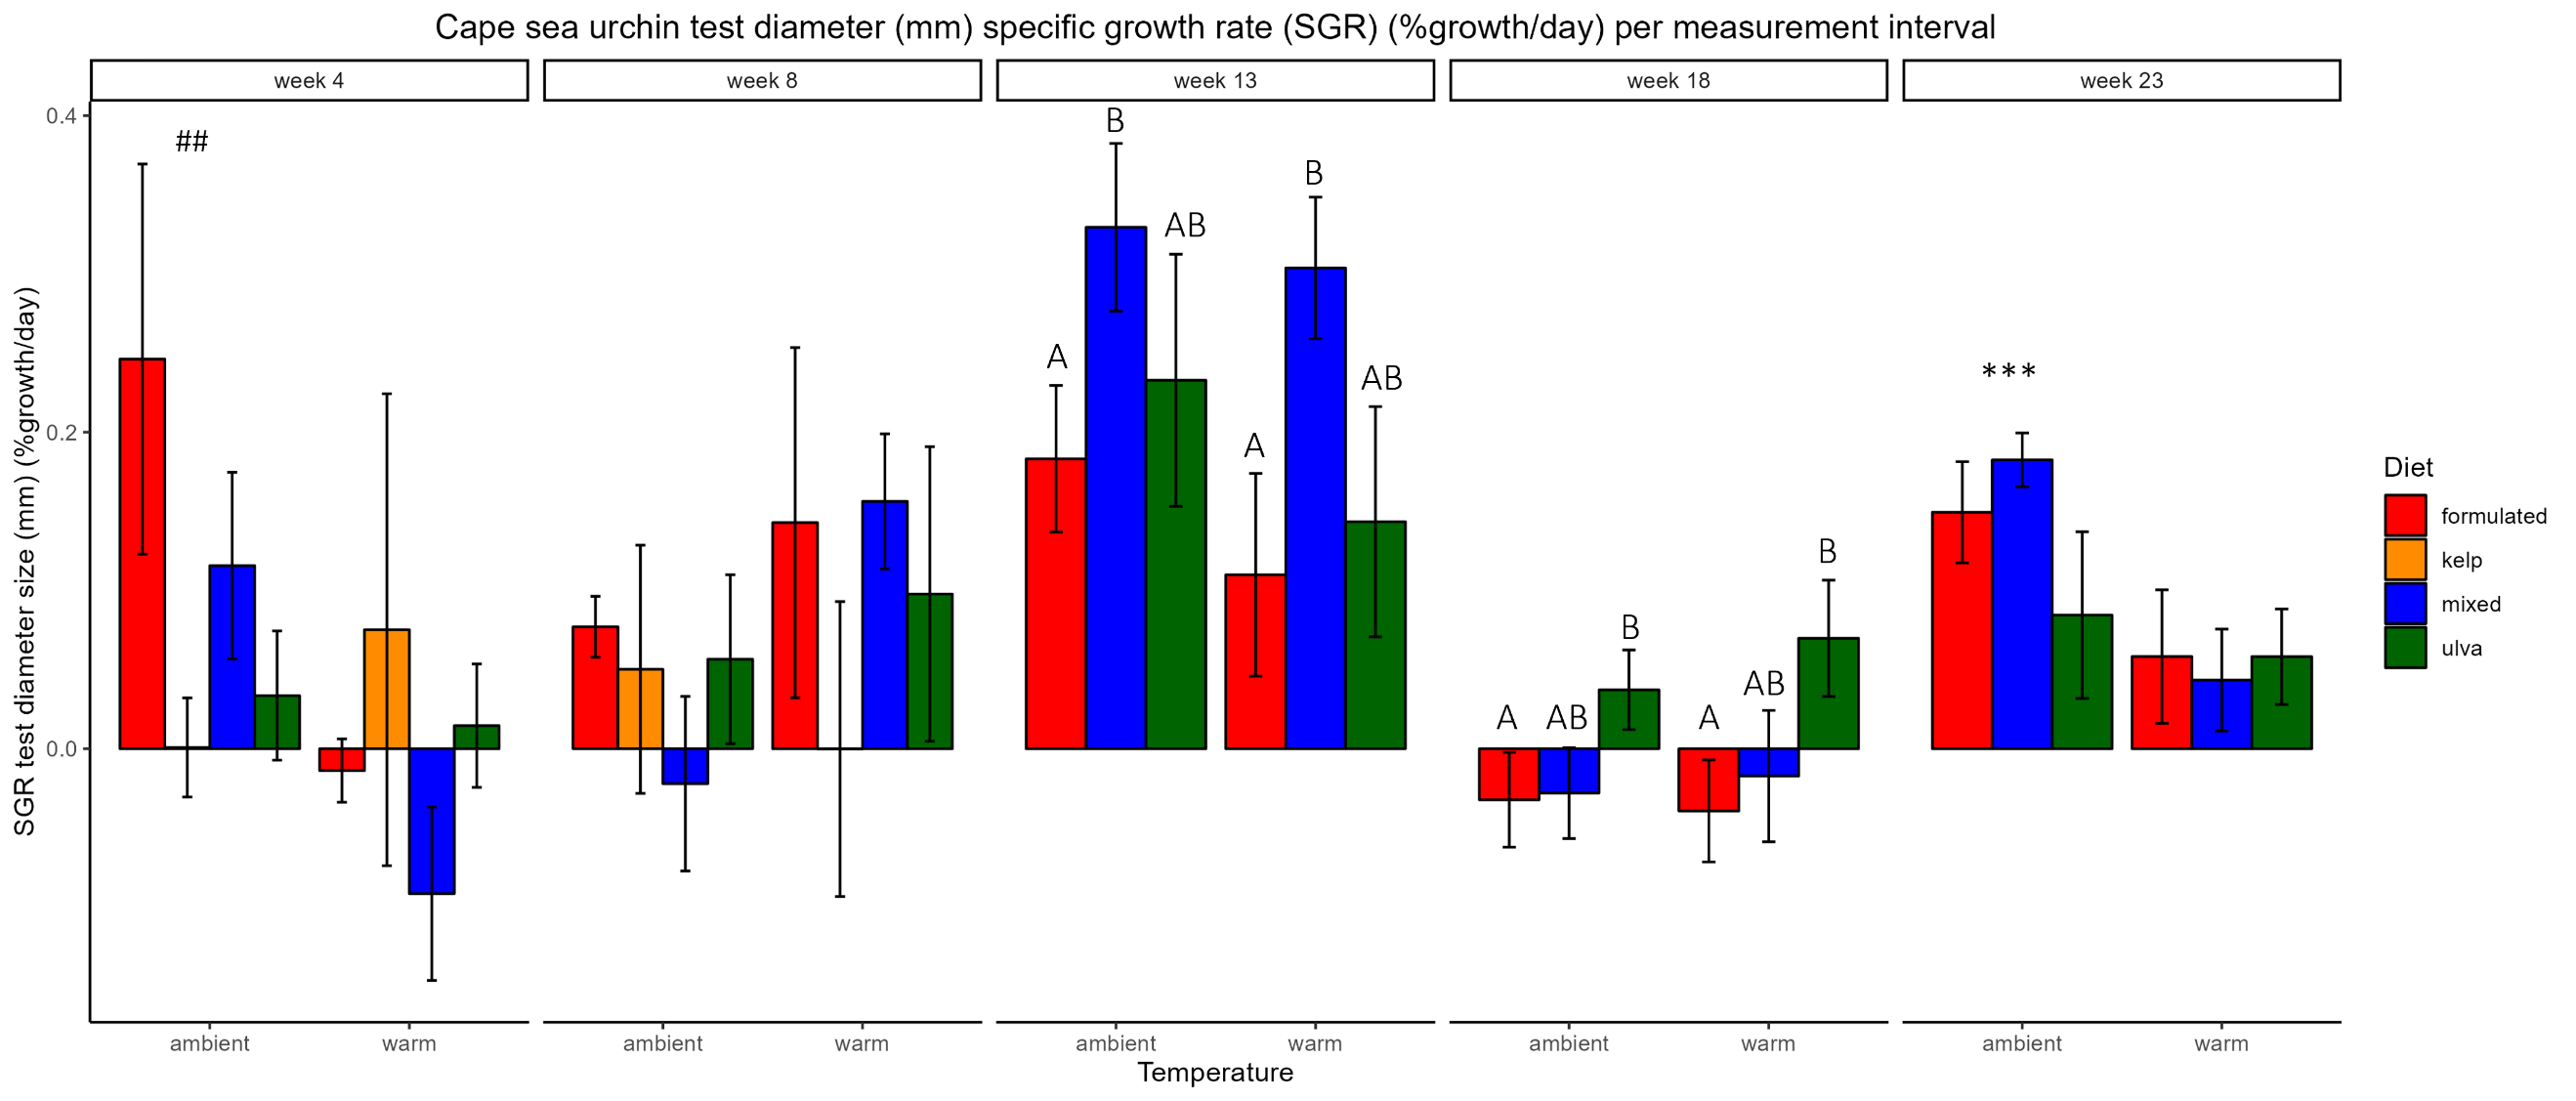 Cape sea urchin test diameter (mm) specific growth rate (SGR) (%growth/day) per measurement interval
week 4
week 8
week 13
week 18
week 23
SGR test diameter size (mm) (%growth/day)
0.4
0.2
0.0
##
A
B
AB
A
B
AB
A
AB
B
A
AB
B
***
ambient
warm
ambient
warm
ambient
warm
ambient
warm
ambient
warm
Temperature
Diet
formulated
kelp
mixed
ulva